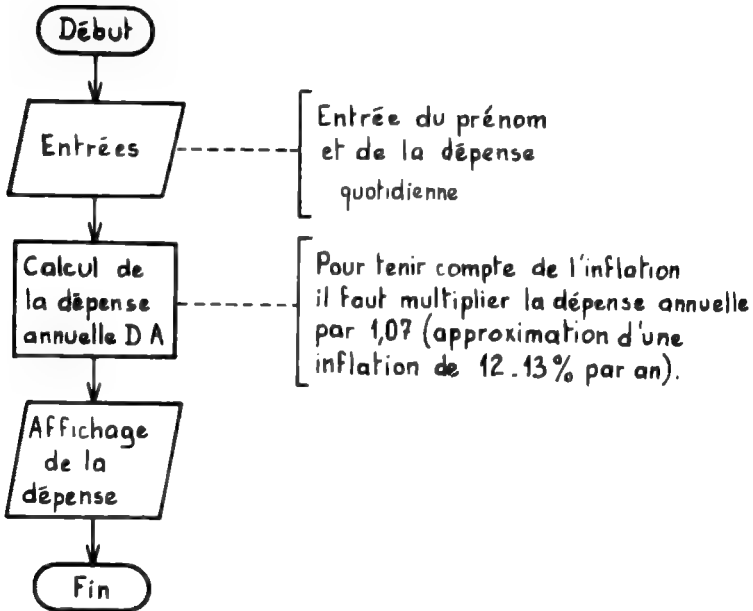 Début
Entrées
Entrée du prénom
et de la dépense
quotidienne
Calcul de
la dépense
annuelle D A
Pour tenir compte de l'inflation
il faut multiplier la dépense annuelle
par 1,07 (approximation d'une
inflation de 12.13% par an).
Affichage
de la
dépense
Fin